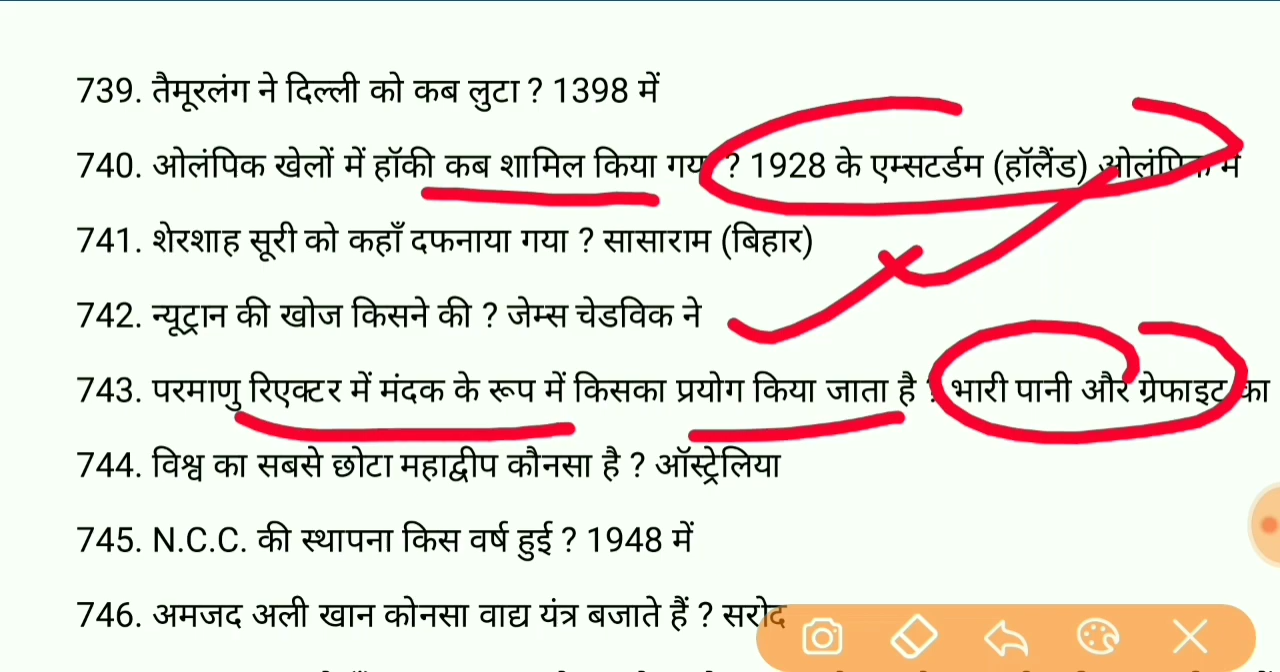 739. तैमूरलंग ने दिल्ली को कब लुटा ? 1398 में
740. ओलंपिक खेलों में हॉकी कब शामिल किया गया ? 1928 के एम्सटर्डम (हॉलैंड) ओलंपिक में
741. शेरशाह सूरी को कहाँ दफनाया गया ? सासाराम (बिहार)
742. न्यूट्रान की खोज किसने की ? जेम्स चेडविक ने
743. परमाणु रिएक्टर में मंदक के रूप में किसका प्रयोग किया जाता है ? भारी पानी और ग्रेफाइट का
744. विश्व का सबसे छोटा महाद्वीप कौनसा है ? ऑस्ट्रेलिया
745. N.C.C. की स्थापना किस वर्ष हुई ? 1948 में
746. अमजद अली खान कोनसा वाद्य यंत्र बजाते हैं ? सरोद